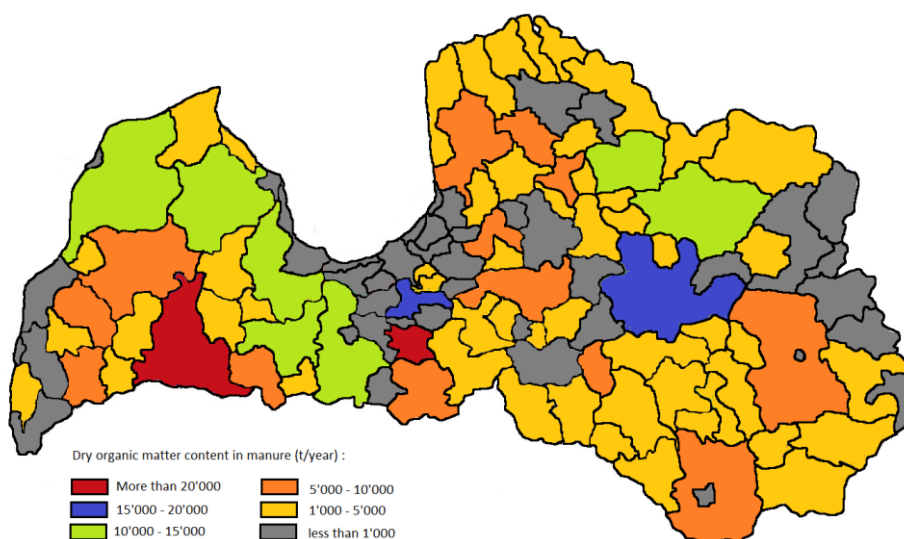 Dry organic matter content in manure (t/year) :
More than 20'000
5'000 - 10'000
15'000 - 20'000
1'000 - 5'000
10'000 - 15'000
less than 1'000